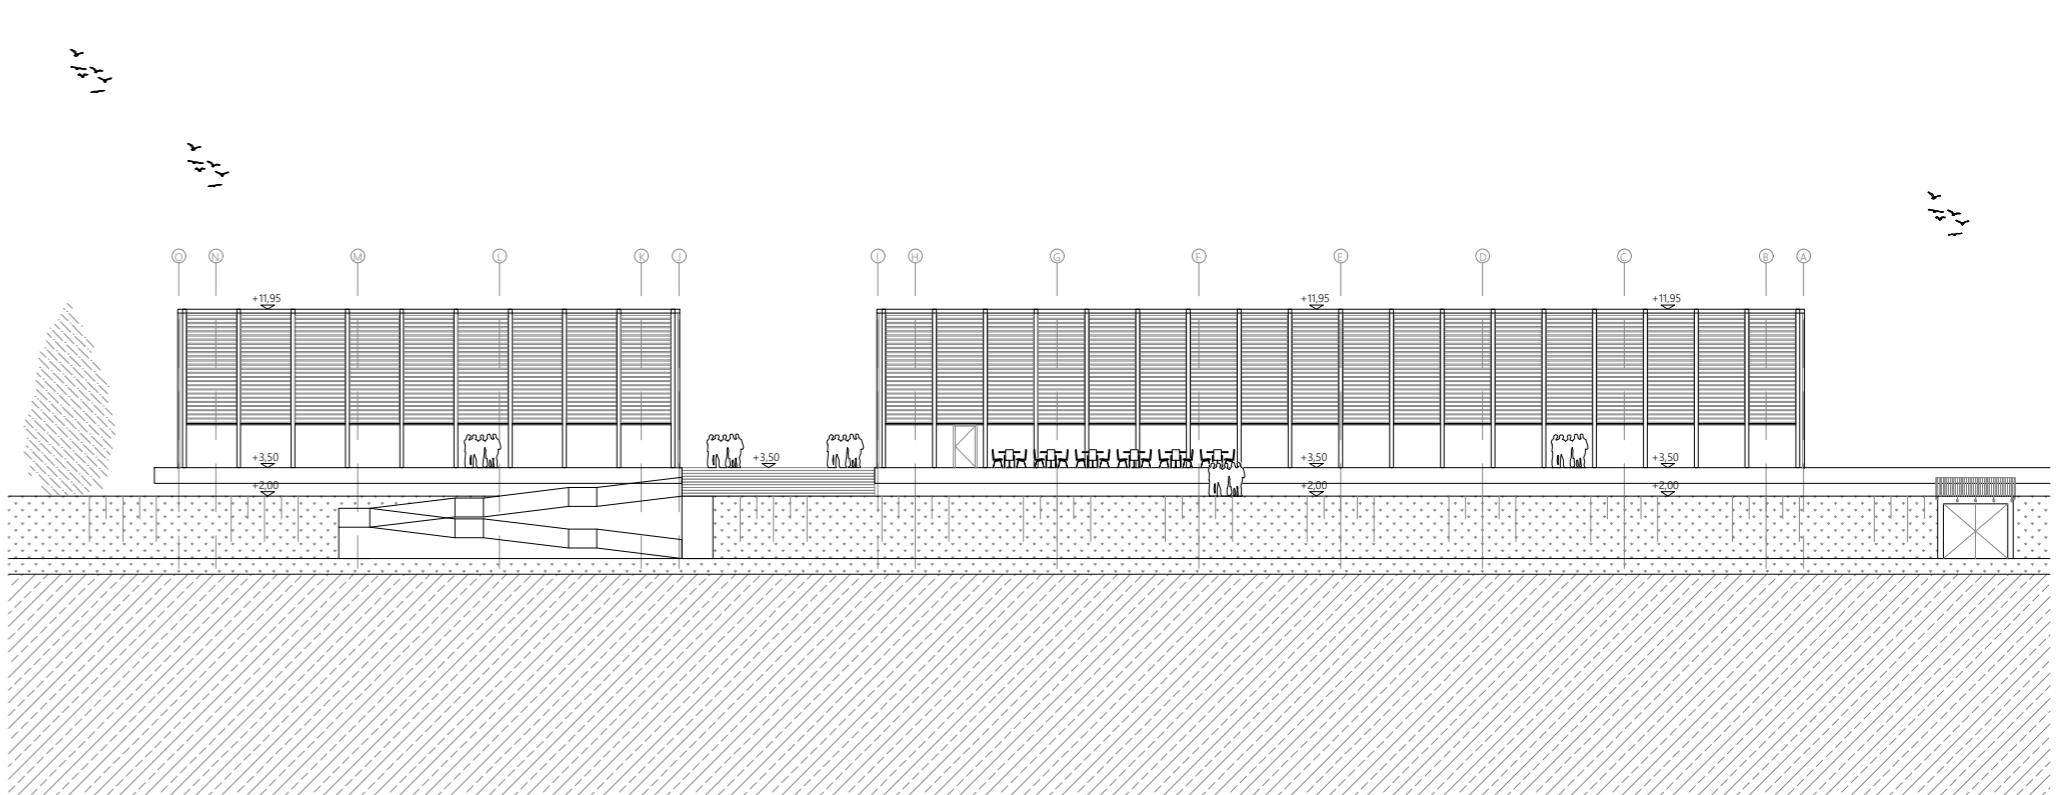 O N M L K J I H G F E D C B A
+11,95 +11,95 +11,95
+3,50 +3,50 +3,50 +3,50
+2,00 +2,00 +2,00